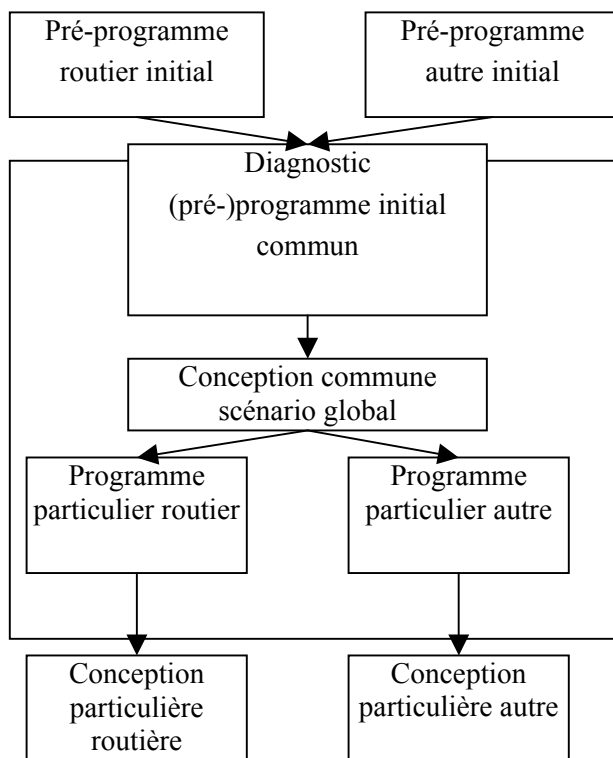 Pré-programme
routier initial
Pré-programme
autre initial
Diagnostic
(pré-)programme initial
commun
Conception commune
scénario global
Programme
particulier routier
Programme
particulier autre
Conception
particulière
routière
Conception
particulière autre